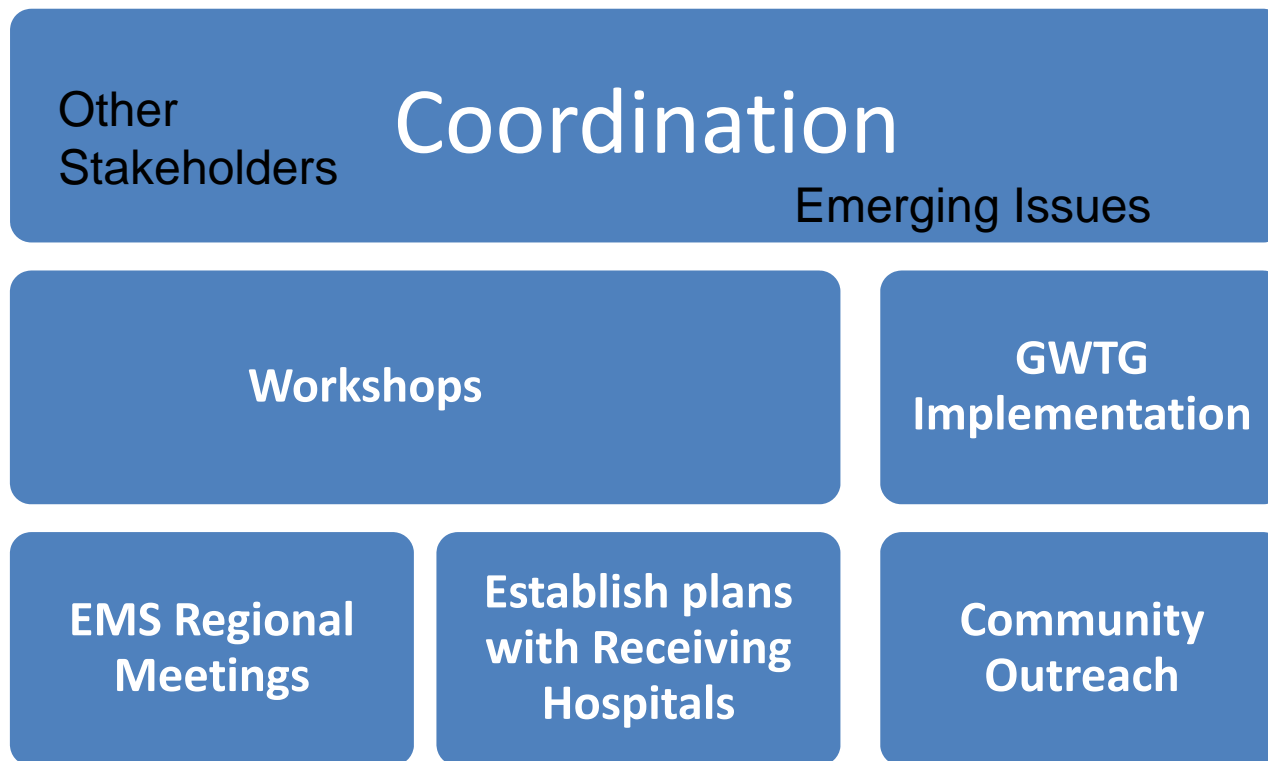 Other
Stakeholders
Coordination
Emerging Issues
Workshops
GWTG
Implementation
EMS Regional
Meetings
Establish plans
with Receiving
Hospitals
Community
Outreach